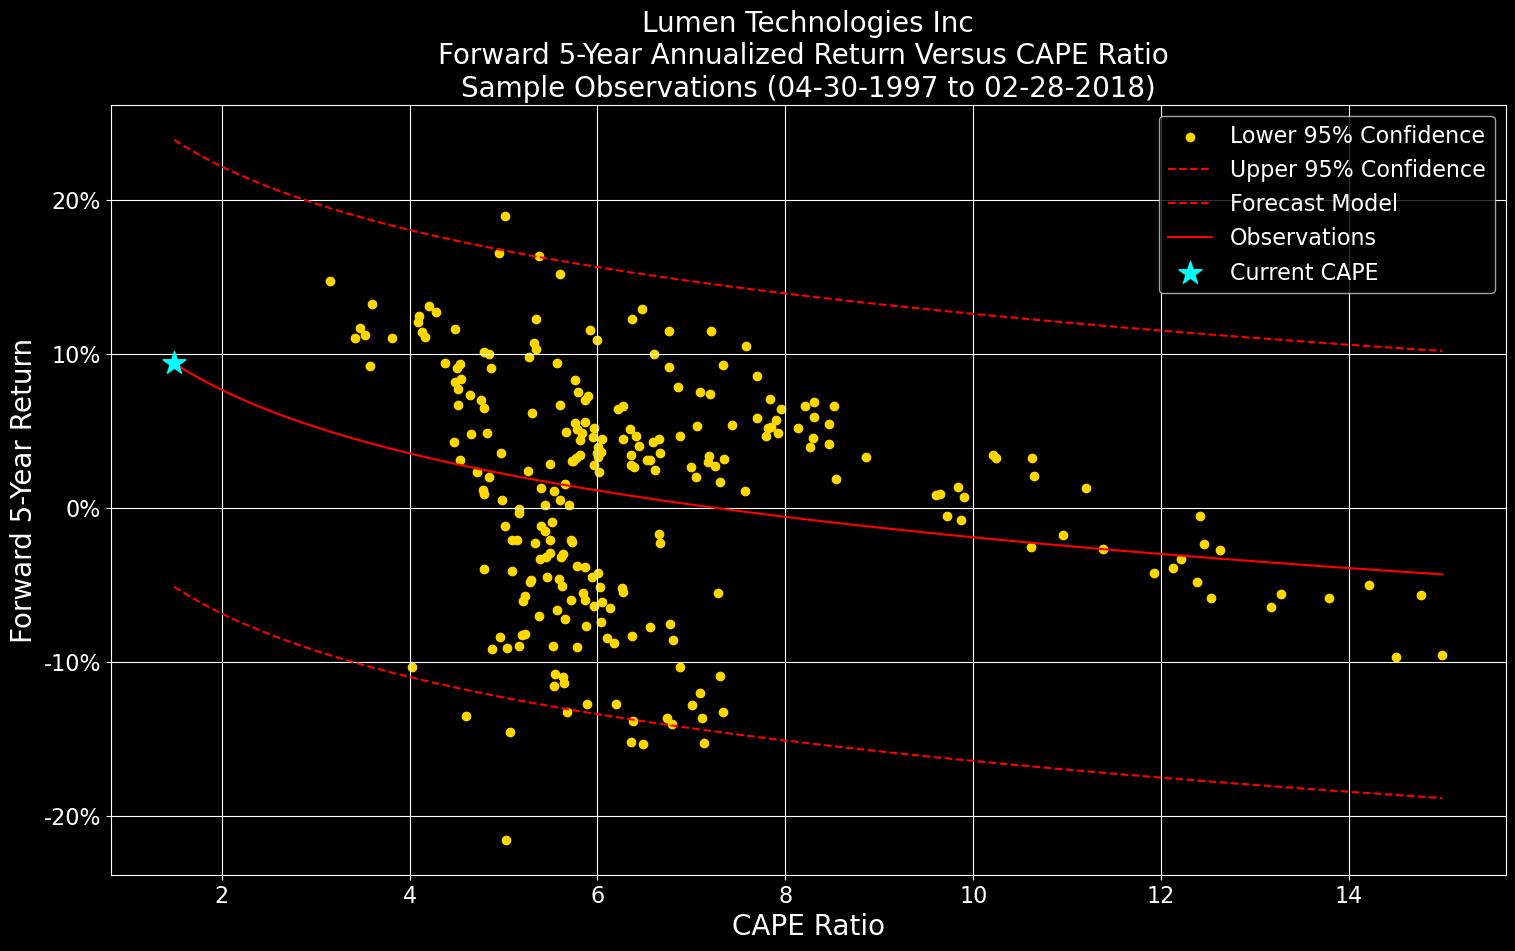 Lumen Technologies Inc
Forward 5-Year Annualized Return Versus CAPE Ratio
Sample Observations (04-30-1997 to 02-28-2018)
Lower 95% Confidence
Upper 95% Confidence
Forecast Model
Observations
Current CAPE
Forward 5-Year Return
20%
10%
0%
-10%
-20%
2 4 6 8 10 12 14
CAPE Ratio